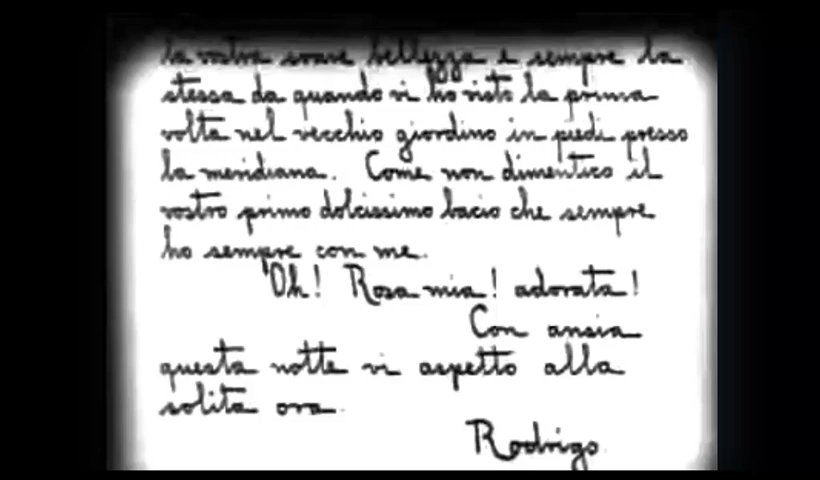 la vostra soave bellezza e sempre la
stessa da quando vi ho visto la prima
volta nel vecchio giardino in piedi presso
la meridiana. Come non dimentico il
vostro primo dolcissimo bacio che sempre
ho sempre con me.
Oh! Rosa mia! adorata!
Con ansia
questa notte vi aspetto alla
solita ora.
Rodrigo